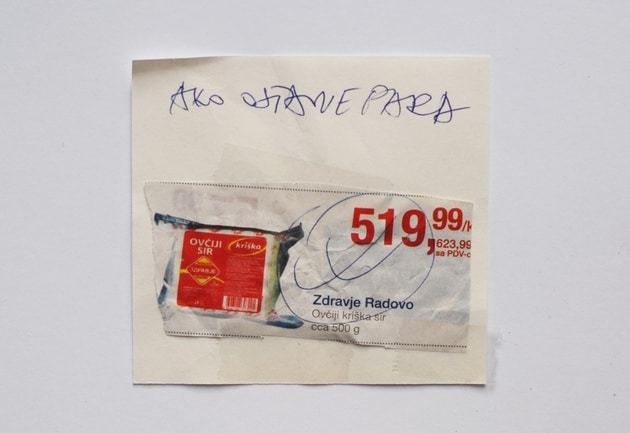 AKO OSTANE PARA
519,99/k
623,99
sa PDV-o
OVČIJI
SIR
kriška
ZDRAVJE
Zdravje Radovo
Ovčiji kriška sir
cca 500 g